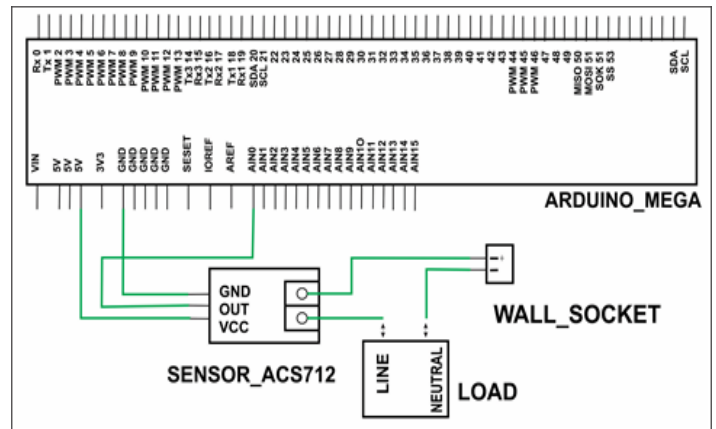 Rx 0
Tx 1
PWM 2
PWM 3
PWM 4
PWM 5
PWM 6
PWM 7
PWM 8
PWM 9
PWM 10
PWM 11
PWM 12
PWM 13
Tx3 14
Rx3 15
Tx2 16
Rx2 17
Tx1 18
Rx1 19
SDA 20
SCL 21
22
23
24
25
26
27
28
29
30
31
32
33
34
35
36
37
38
39
40
41
42
43
PWM 44
PWM 45
PWM 46
47
48
49
MISO 50
MOSI 51
SOK 51
SS 53
SDA
SCL
VIN
5V
5V
5V
3V3
GND
GND
GND
GND
GND
SESET
IOREF
AREF
AIN0
AIN1
AIN2
AIN3
AIN4
AIN5
AIN6
AIN7
AIN8
AIN9
AIN1O
AIN11
AIN12
AIN13
AIN14
AIN15
ARDUINO_MEGA
GND
OUT
VCC
SENSOR_ACS712
+
WALL_SOCKET
LINE
NEUTRAL
LOAD